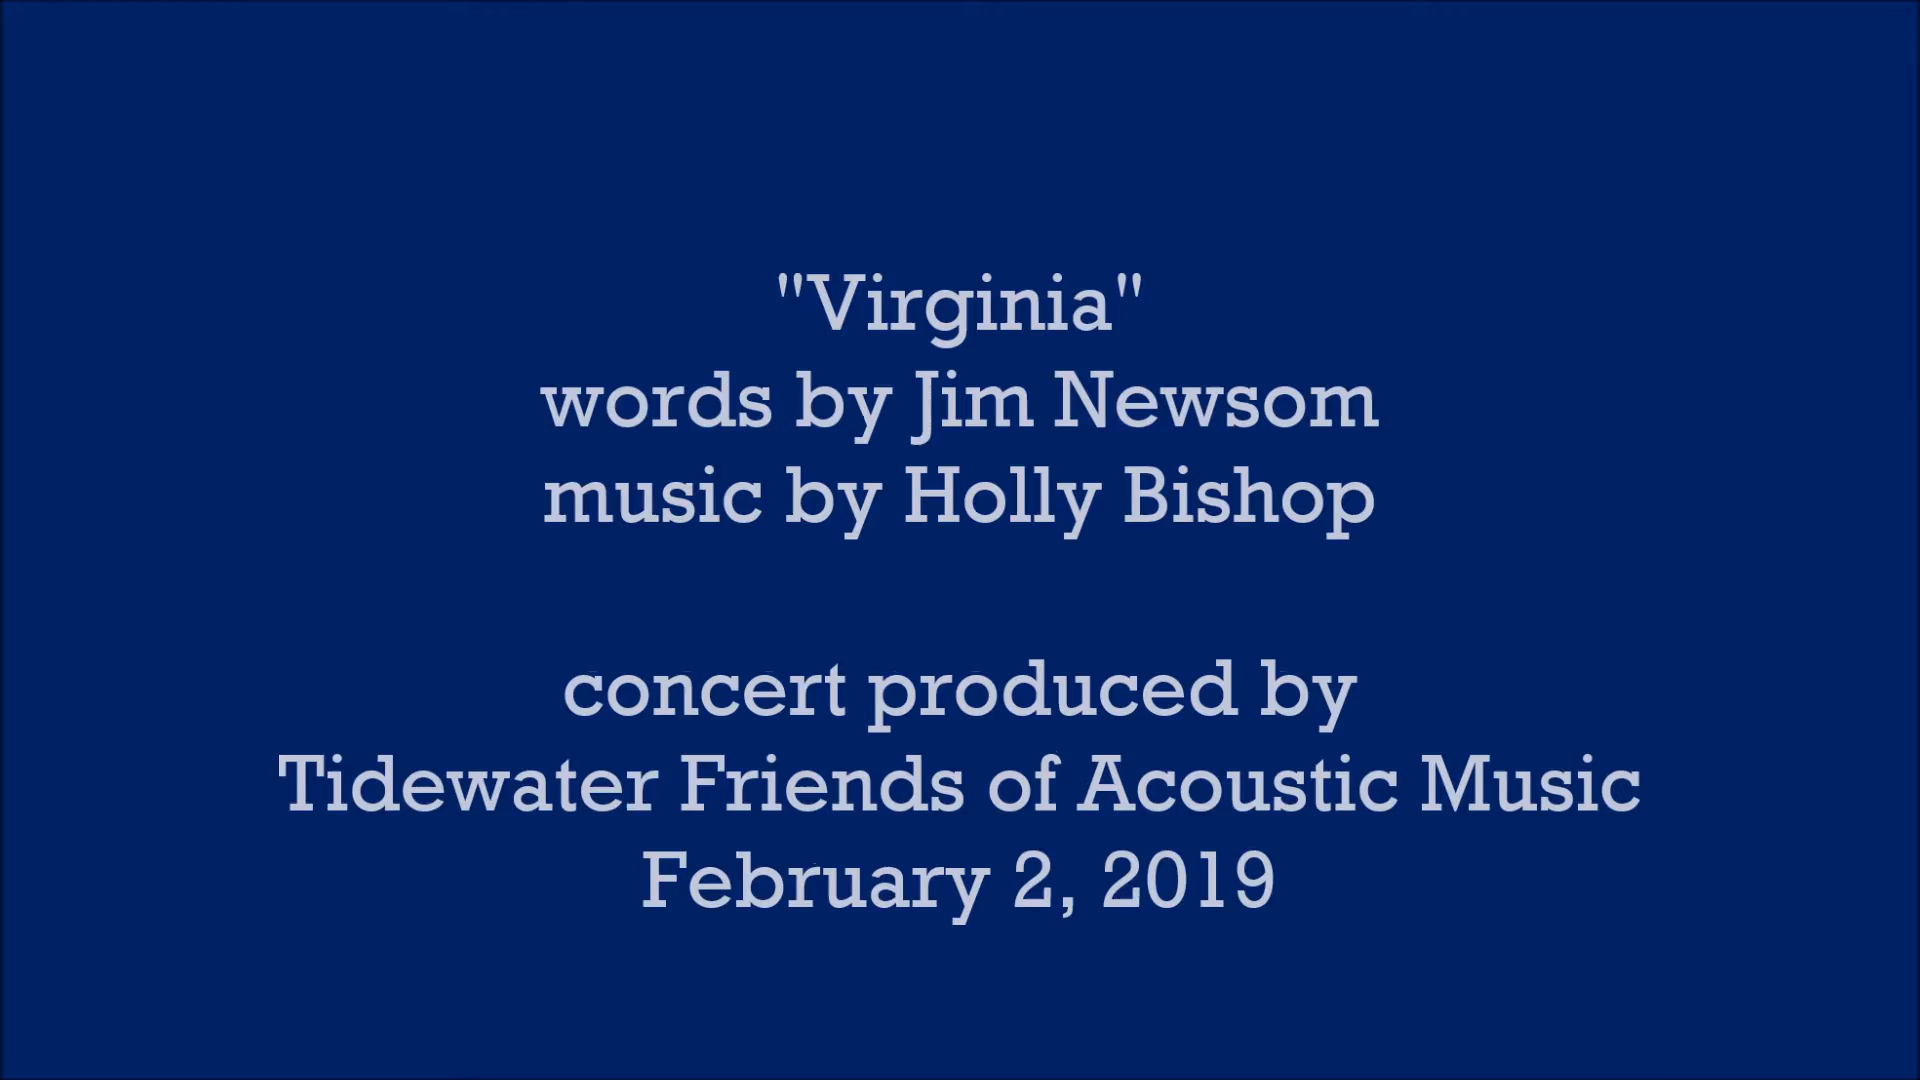 "Virginia"
words by Jim Newsom
music by Holly Bishop
concert produced by
Tidewater Friends of Acoustic Music
February 2, 2019